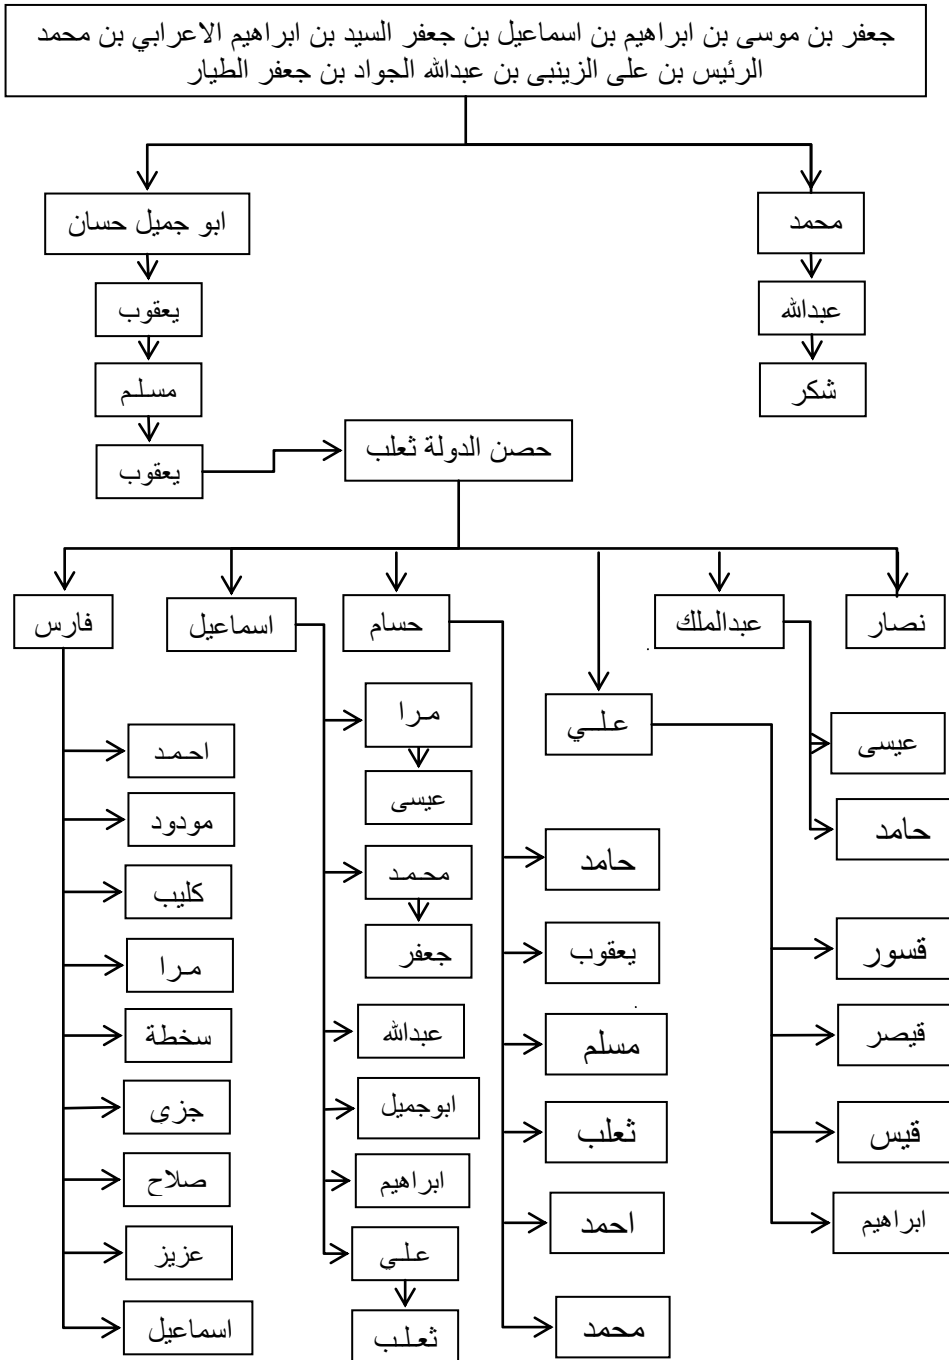 جعفر بن موسى بن ابراهيم بن اسماعيل بن جعفر السيد بن ابراهيم الاعرابي بن محمد
الرئيس بن على الزينبى بن عبدالله الجواد بن جعفر الطيار
محمد
ابو جميل حسان
عبدالله
يعقوب
شكر
مسلم
حصن الدولة ثعلب
يعقوب
نصار
عبدالملك
حسام
اسماعيل
فارس
علي
عيسى
حامد
قسور
قيصر
قيس
ابراهيم
حامد
يعقوب
مسلم
ثعلب
احمد
محمد
مرا
عيسى
محمد
جعفر
عبدالله
ابوجميل
ابراهيم
علي
ثعلب
احمد
مودود
كليب
مرا
سخطة
جزى
صلاح
عزيز
اسماعيل